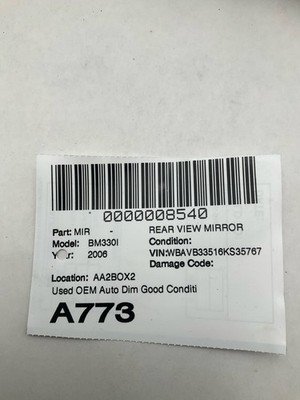 0000008540
Part: MIR - REAR VIEW MIRROR
Model: BM330I Condition:
Year: 2006 VIN:WBAVB33516KS35767
Damage Code:
Location: AA2BOX2
Used OEM Auto Dim Good Conditi
A773